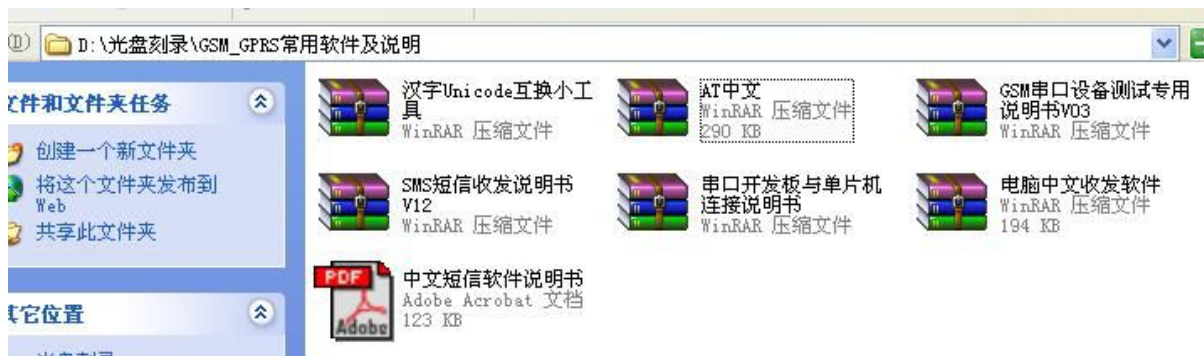 D) D:\光盘刻录\GSM_GPRS常用软件及说明
文件和文件夹任务
创建一个新文件夹
将这个文件夹发布到
Web
共享此文件夹
其它位置
汉字Unicode互换小工
具
WinRAR 压缩文件
AT中文
WinRAR 压缩文件
290 KB
GSM串口设备测试专用
说明书V03
WinRAR 压缩文件
SMS短信收发说明书
V12
WinRAR 压缩文件
串口开发板与单片机
连接说明书
WinRAR 压缩文件
电脑中文收发软件
WinRAR 压缩文件
194 KB
PDF
Adobe
中文短信软件说明书
Adobe Acrobat 文档
123 KB